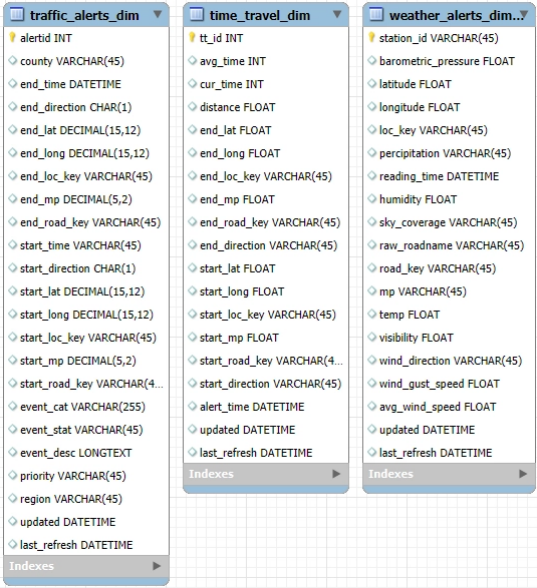 traffic_alerts_dim
alertid INT
county VARCHAR(45)
end_time DATETIME
end_direction CHAR(1)
end_lat DECIMAL(15,12)
end_long DECIMAL(15,12)
end_loc_key VARCHAR(45)
end_mp DECIMAL(5,2)
end_road_key VARCHAR(45)
start_time VARCHAR(45)
start_direction CHAR(1)
start_lat DECIMAL(15,12)
start_long DECIMAL(15,12)
start_loc_key VARCHAR(45)
start_mp DECIMAL(5,2)
start_road_key VARCHAR(4...
event_cat VARCHAR(255)
event_stat VARCHAR(45)
event_desc LONGTEXT
priority VARCHAR(45)
region VARCHAR(45)
updated DATETIME
last_refresh DATETIME
Indexes
time_travel_dim
tt_id INT
avg_time INT
cur_time INT
distance FLOAT
end_lat FLOAT
end_long FLOAT
end_loc_key VARCHAR(45)
end_mp FLOAT
end_road_key VARCHAR(45)
end_direction VARCHAR(45)
start_lat FLOAT
start_long FLOAT
start_loc_key VARCHAR(45)
start_mp FLOAT
start_road_key VARCHAR(4...
start_direction VARCHAR(45)
alert_time DATETIME
updated DATETIME
last_refresh DATETIME
Indexes
weather_alerts_dim...
station_id VARCHAR(45)
barometric_pressure FLOAT
latitude FLOAT
longitude FLOAT
loc_key VARCHAR(45)
percipitation VARCHAR(45)
reading_time DATETIME
humidity FLOAT
sky_coverage VARCHAR(45)
raw_roadname VARCHAR(45)
road_key VARCHAR(45)
mp VARCHAR(45)
temp FLOAT
visibility FLOAT
wind_direction VARCHAR(45)
wind_gust_speed FLOAT
avg_wind_speed FLOAT
updated DATETIME
last_refresh DATETIME
Indexes